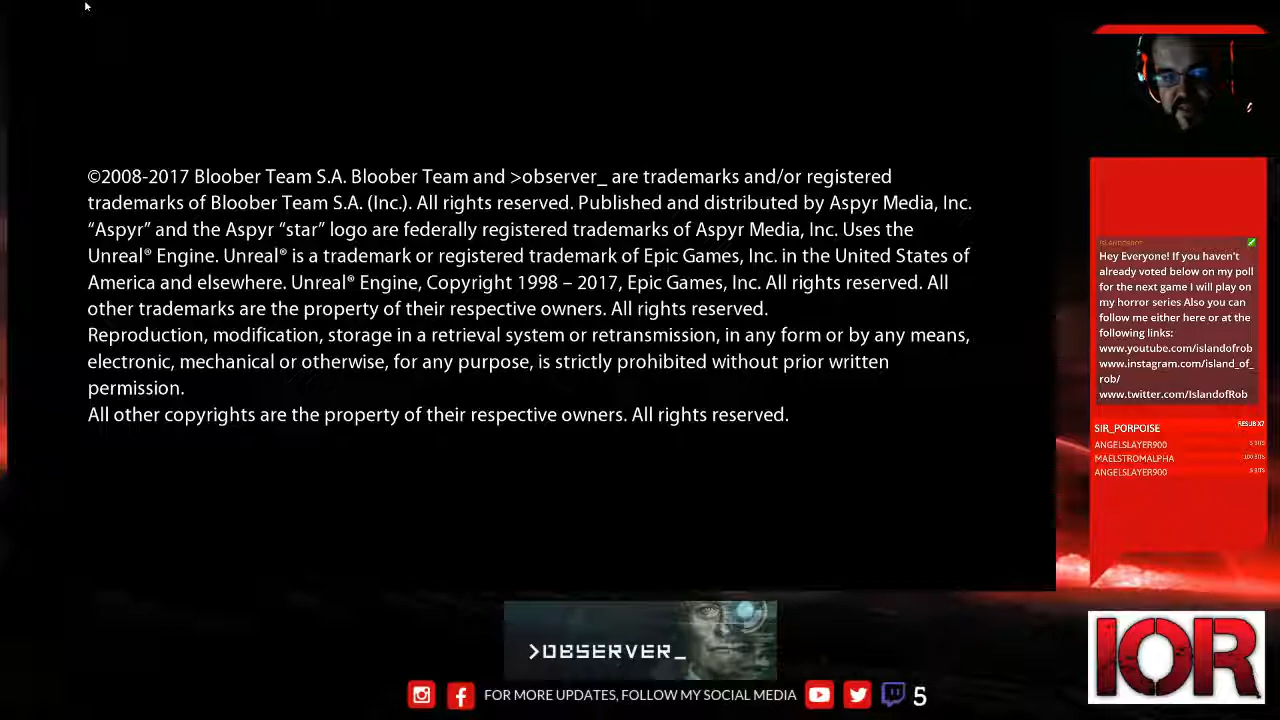 ©2008-2017 Bloober Team S.A. Bloober Team and >observer_ are trademarks and/or registered
trademarks of Bloober Team S.A. (Inc.). All rights reserved. Published and distributed by Aspyr Media, Inc.
“Aspyr” and the Aspyr “star” logo are federally registered trademarks of Aspyr Media, Inc. Uses the
Unreal® Engine. Unreal® is a trademark or registered trademark of Epic Games, Inc. in the United States of
America and elsewhere. Unreal® Engine, Copyright 1998 – 2017, Epic Games, Inc. All rights reserved. All
other trademarks are the property of their respective owners. All rights reserved.
Reproduction, modification, storage in a retrieval system or retransmission, in any form or by any means,
electronic, mechanical or otherwise, for any purpose, is strictly prohibited without prior written
permission.
All other copyrights are the property of their respective owners. All rights reserved.
ISLANDSBOT
Hey Everyone! If you haven't
already voted below on my poll
for the next game I will play on
my horror series Also you can
follow me either here or at the
following links:
www.youtube.com/islandofrob
www.instagram.com/island_of_
rob/
www.twitter.com/IslandofRob
SIR_PORPOISE RESUB X7
ANGELSLAYER900 5 BITS
MAELSTROMALPHA 100 BITS
ANGELSLAYER900 5 BITS
>OBSERVER_
IOR
FOR MORE UPDATES, FOLLOW MY SOCIAL MEDIA
5